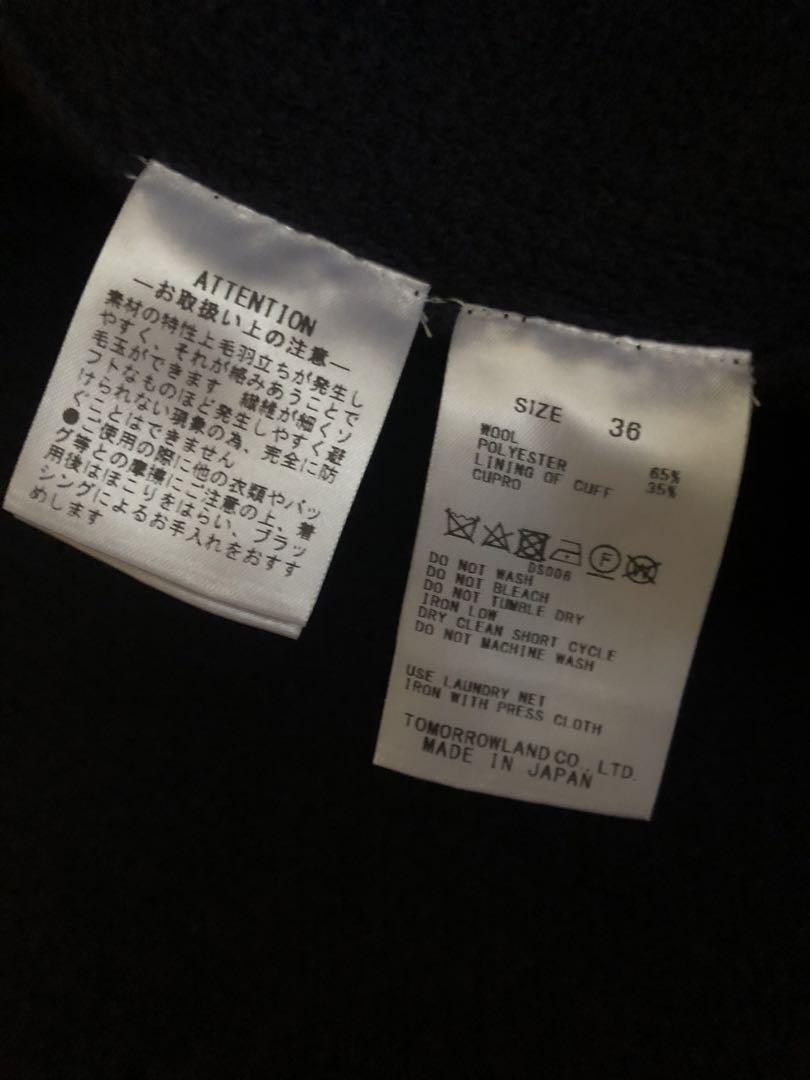 ATTENTION
—お取扱い上の注意—
素材の特性上毛羽立ちが発生し
やすく、それが絡みあうことで
毛玉ができます 繊維が細くソ
フトなものほど発生しやすく避
けられない現象の為、完全に防
ぐことはできません
●ご使用の際に他の衣類やバッ
グ等との摩擦にご注意の上、着
用後はほこりをはらい、ブラッ
シングによるお手入れをおすす
めします
SIZE 36
WOOL 65%
POLYESTER 35%
LINING OF CUFF
CUPRO
F
W
DS006
DO NOT WASH
DO NOT BLEACH
DO NOT TUMBLE DRY
IRON LOW
DRY CLEAN SHORT CYCLE
DO NOT MACHINE WASH
USE LAUNDRY NET
IRON WITH PRESS CLOTH
TOMORROWLAND CO., LTD.
MADE IN JAPAN